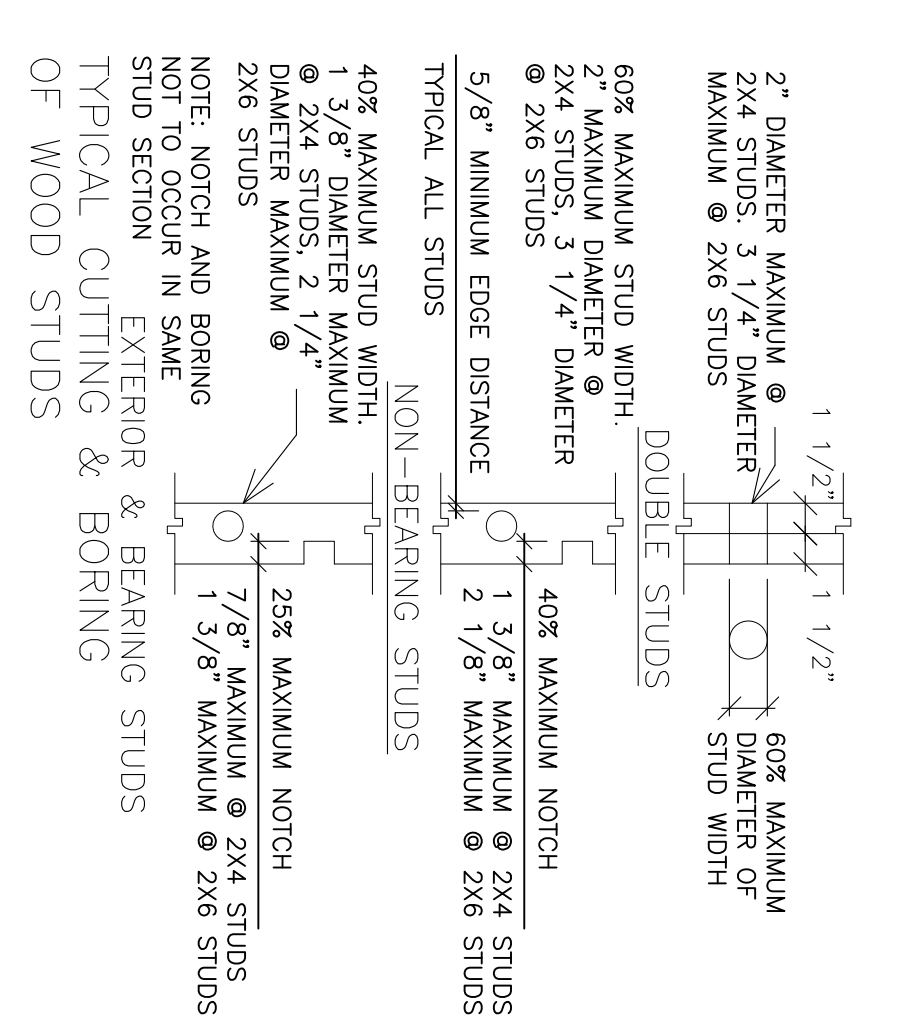 1 1/2" 1 1/2"
2" DIAMETER MAXIMUM @
2X4 STUDS. 3 1/4" DIAMETER
MAXIMUM @ 2X6 STUDS
60% MAXIMUM
DIAMETER OF
STUD WIDTH
DOUBLE STUDS
60% MAXIMUM STUD WIDTH.
2" MAXIMUM DIAMETER @
2X4 STUDS, 3 1/4" DIAMETER
@ 2X6 STUDS
40% MAXIMUM NOTCH
1 3/8" MAXIMUM @ 2X4 STUDS
2 1/8" MAXIMUM @ 2X6 STUDS
5/8" MINIMUM EDGE DISTANCE
TYPICAL ALL STUDS
NON-BEARING STUDS
40% MAXIMUM STUD WIDTH.
1 3/8" DIAMETER MAXIMUM
@ 2X4 STUDS, 2 1/4"
DIAMETER MAXIMUM @
2X6 STUDS
25% MAXIMUM NOTCH
7/8" MAXIMUM @ 2X4 STUDS
1 3/8" MAXIMUM @ 2X6 STUDS
NOTE: NOTCH AND BORING
NOT TO OCCUR IN SAME
STUD SECTION
EXTERIOR & BEARING STUDS
TYPICAL CUTTING & BORING
OF WOOD STUDS